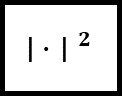 | · | ²